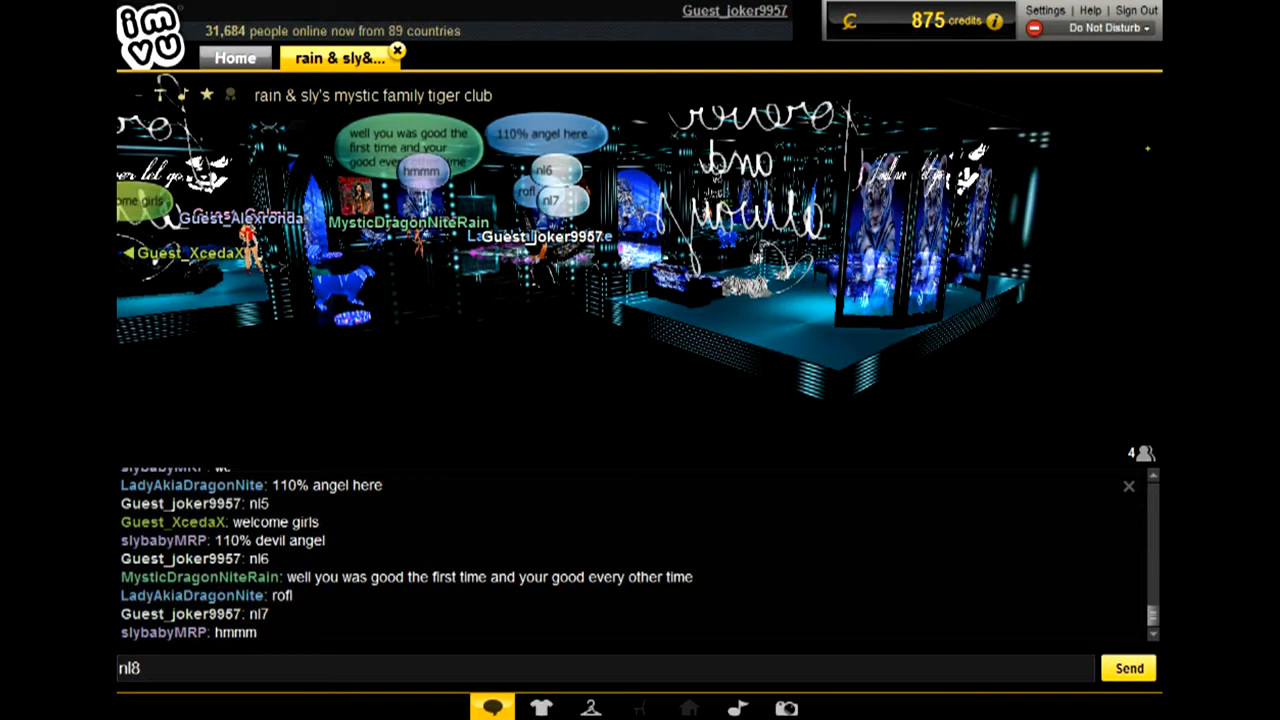 imvu
Guest_joker9957
31,684 people online now from 89 countries
875 credits
Settings | Help | Sign Out
Do Not Disturb
Home
rain & sly&...
rain & sly's mystic family tiger club
well you was good the
first time and your
good every other time
110% angel here
hmmm
nl6
rofl
nl7
ome girls
Guest_Alexronda
MysticDragonNiteRain
Guest_joker9957
Guest_XcedaX
4
slybabyMRP: wc
LadyAkiaDragonNite: 110% angel here
Guest_joker9957: nl5
Guest_XcedaX: welcome girls
slybabyMRP: 110% devil angel
Guest_joker9957: nl6
MysticDragonNiteRain: well you was good the first time and your good every other time
LadyAkiaDragonNite: rofl
Guest_joker9957: nl7
slybabyMRP: hmmm
nl8
Send